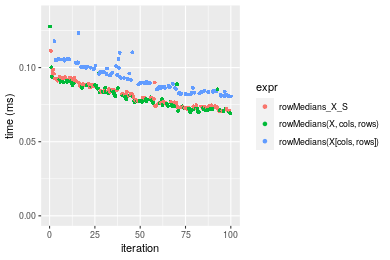 time (ms)
0.10
0.05
0.00
0
25
50
75
100
iteration
expr
rowMedians_X_S
rowMedians(X, cols, rows)
rowMedians(X[cols, rows])